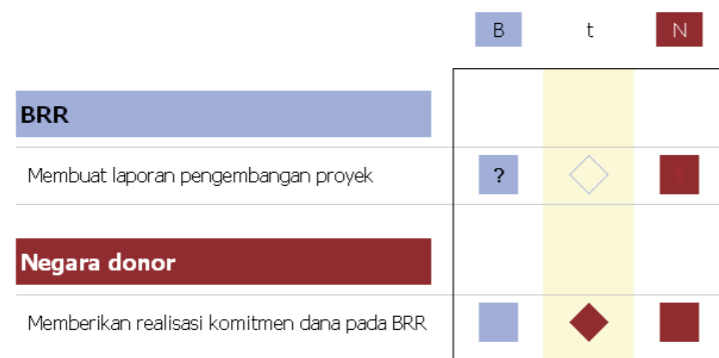 B t N
BRR
Membuat laporan pengembangan proyek ?
Negara donor
Memberikan realisasi komitmen dana pada BRR